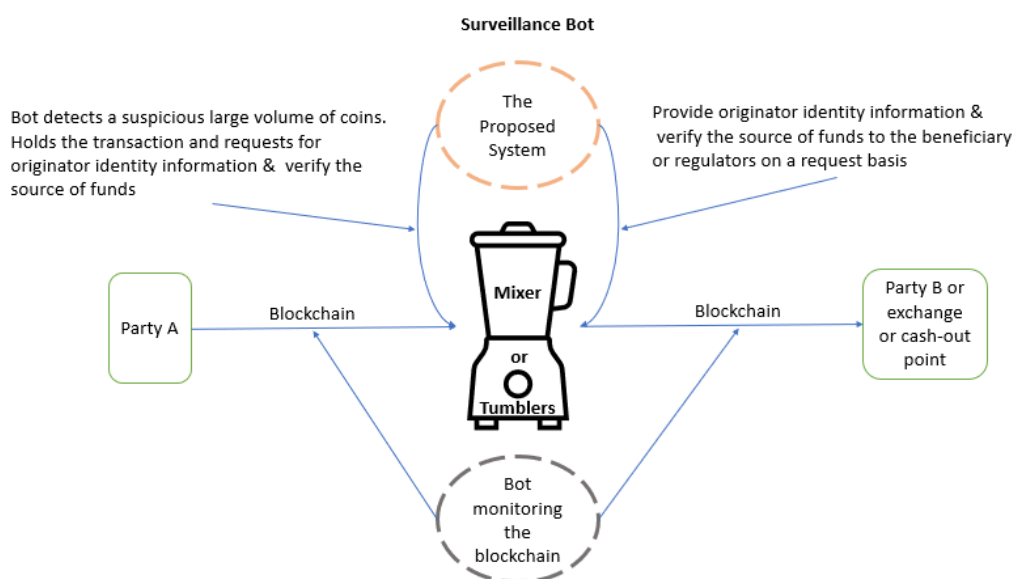 Surveillance Bot
The
Proposed
System
Bot detects a suspicious large volume of coins.
Holds the transaction and requests for
originator identity information & verify the
source of funds
Provide originator identity information &
verify the source of funds to the beneficiary
or regulators on a request basis
Party A
Blockchain
Mixer
or
Tumblers
Blockchain
Party B or
exchange
or cash-out
point
Bot
monitoring
the
blockchain